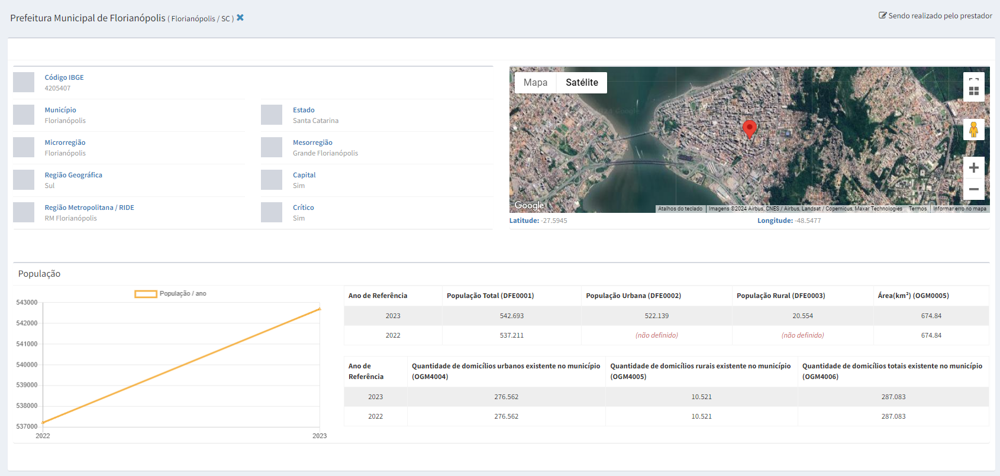 Prefeitura Municipal de Florianópolis ( Florianópolis / SC )
Sendo realizado pelo prestador
Código IBGE
4205407
Município
Florianópolis
Estado
Santa Catarina
Microrregião
Florianópolis
Mesorregião
Grande Florianópolis
Região Geográfica
Sul
Capital
Sim
Região Metropolitana / RIDE
RM Florianópolis
Crítico
Sim
Mapa
Satélite
Google
Atalhos do teclado
Imagens ©2024 Airbus, CNES / Airbus, Landsat / Copernicus, Maxar Technologies
Termos
Informar erro no mapa
Latitude: -27.5945
Longitude: -48.5477
População
População / ano
543000
542000
541000
540000
539000
538000
537000
2022
2023
Ano de Referência População Total (DFE0001) População Urbana (DFE0002) População Rural (DFE0003) Área(km²) (OGM0005)
2023 542.693 522.139 20.554 674.84
2022 537.211 (não definido) (não definido) 674.84
Ano de Referência Quantidade de domicílios urbanos existente no município (OGM4004) Quantidade de domicílios rurais existente no município (OGM4005) Quantidade de domicílios totais existente no município (OGM4006)
2023 276.562 10.521 287.083
2022 276.562 10.521 287.083